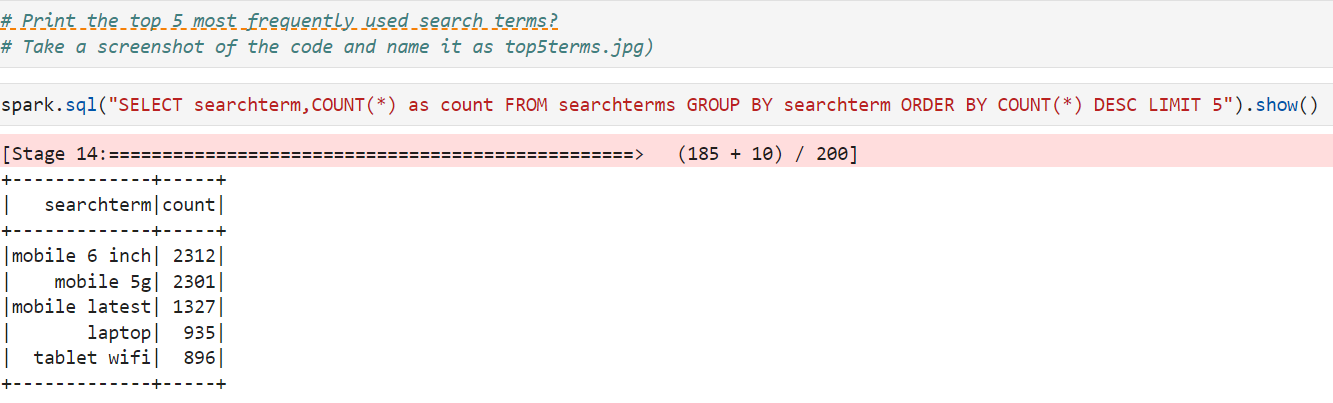 # Print the top 5 most frequently used search terms?
# Take a screenshot of the code and name it as top5terms.jpg)
spark.sql("SELECT searchterm,COUNT(*) as count FROM searchterms GROUP BY searchterm ORDER BY COUNT(*) DESC LIMIT 5").show()
[Stage 14:=================================================>   (185 + 10) / 200]
+-------------+-----+
|   searchterm|count|
+-------------+-----+
|mobile 6 inch| 2312|
|    mobile 5g| 2301|
|mobile latest| 1327|
|       laptop|  935|
|  tablet wifi|  896|
+-------------+-----+